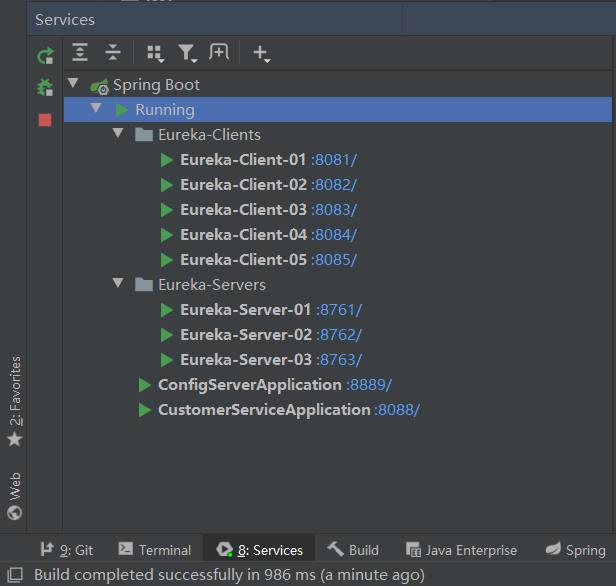 Services
Spring Boot
Running
Eureka-Clients
Eureka-Client-01 :8081/
Eureka-Client-02 :8082/
Eureka-Client-03 :8083/
Eureka-Client-04 :8084/
Eureka-Client-05 :8085/
Eureka-Servers
Eureka-Server-01 :8761/
Eureka-Server-02 :8762/
Eureka-Server-03 :8763/
ConfigServerApplication :8889/
CustomerServiceApplication :8088/
2: Favorites
Web
9: Git Terminal 8: Services Build Java Enterprise Spring
Build completed successfully in 986 ms (a minute ago)